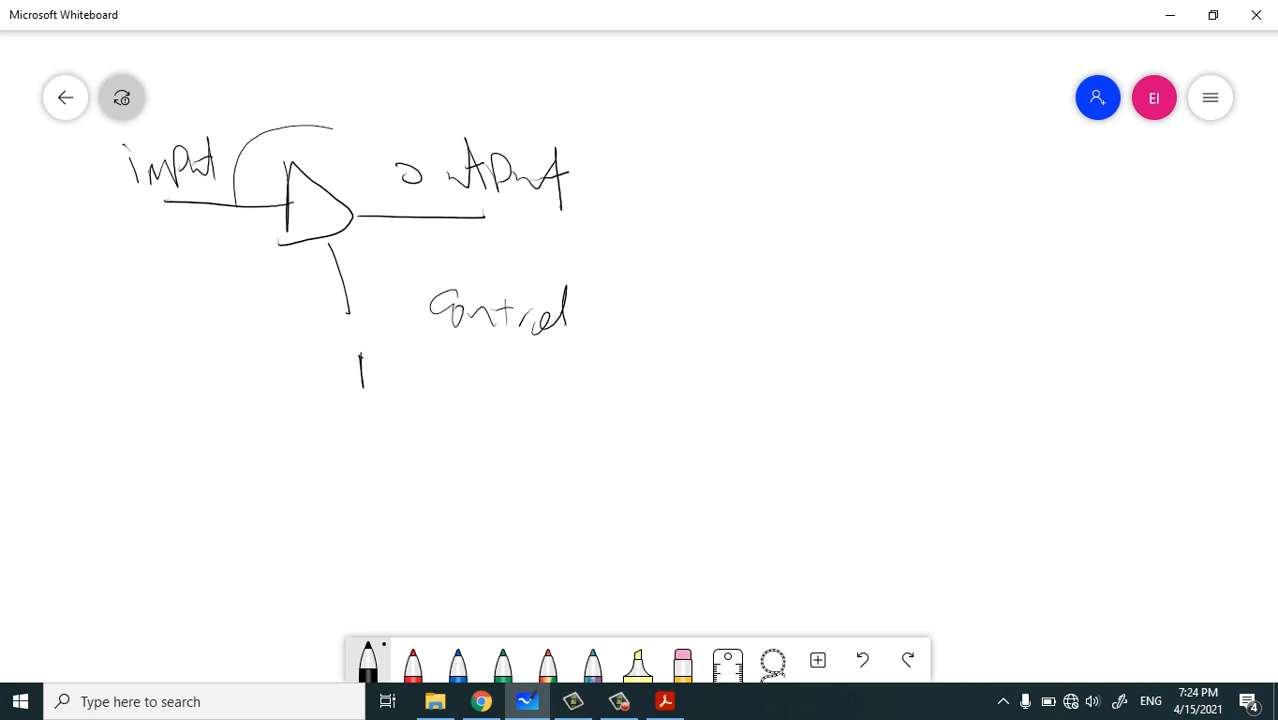 Microsoft Whiteboard
EI
input
output
control
Type here to search
ENG
7:24 PM
4/15/2021
4